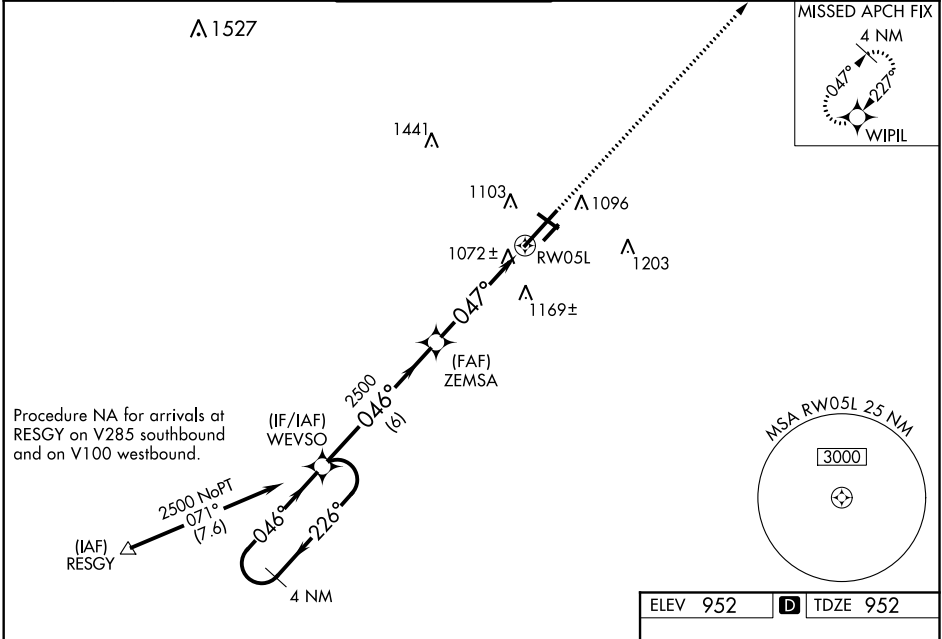 1527
MISSED APCH FIX
4 NM
047°
227°
WIPIL
1441
1103
1096
1072±
RW05L
1203
1169±
047°
(FAF)
ZEMSA
2500
046°
(6)
(IF/IAF)
WEVSO
Procedure NA for arrivals at
RESGY on V285 southbound
and on V100 westbound.
2500 NoPT
071°
(7.6)
(IAF)
RESGY
046°
226°
4 NM
MSA RW05L 25 NM
3000
ELEV 952 D TDZE 952